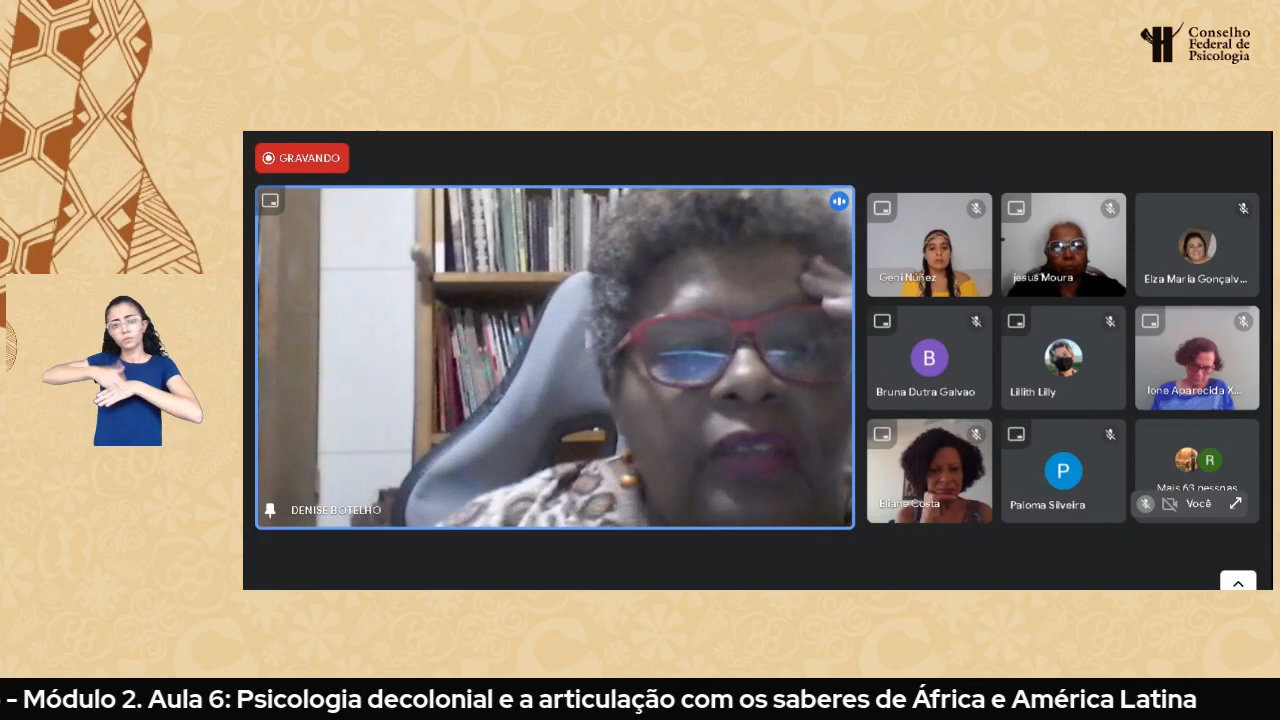 Conselho
Federal de
Psicologia
GRAVANDO
DENISE BOTELHO
Geni Núñez
jesus Moura
Elza Maria Gonçalv...
B
Bruna Dutra Galvao
Lillith Lilly
Ione Aparecida X...
Eliane Costa
P
Paloma Silveira
R
Mais 63 pessoas
Você
- Módulo 2. Aula 6: Psicologia decolonial e a articulação com os saberes de África e América Latina